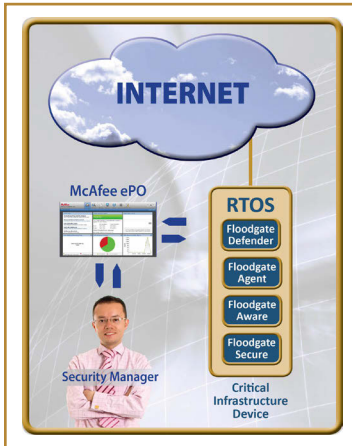 INTERNET
McAfee ePO
RTOS
Floodgate
Defender
Floodgate
Agent
Floodgate
Aware
Floodgate
Secure
Security Manager
Critical
Infrastructure
Device